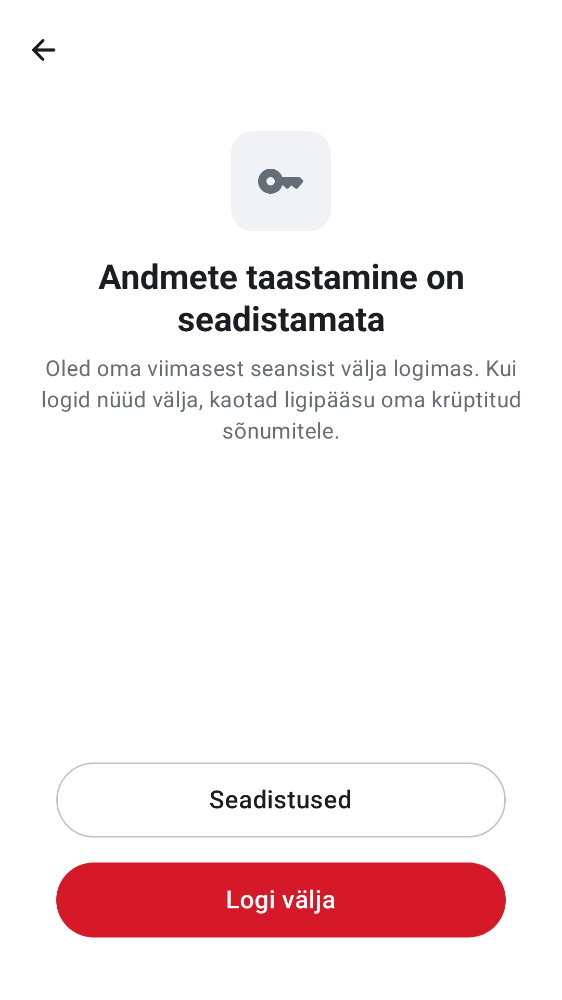 Andmete taastamine on
seadistamata
Oled oma viimasest seansist välja logimas. Kui
logid nüüd välja, kaotad ligipääsu oma krüptitud
sõnumitele.
Seadistused
Logi välja